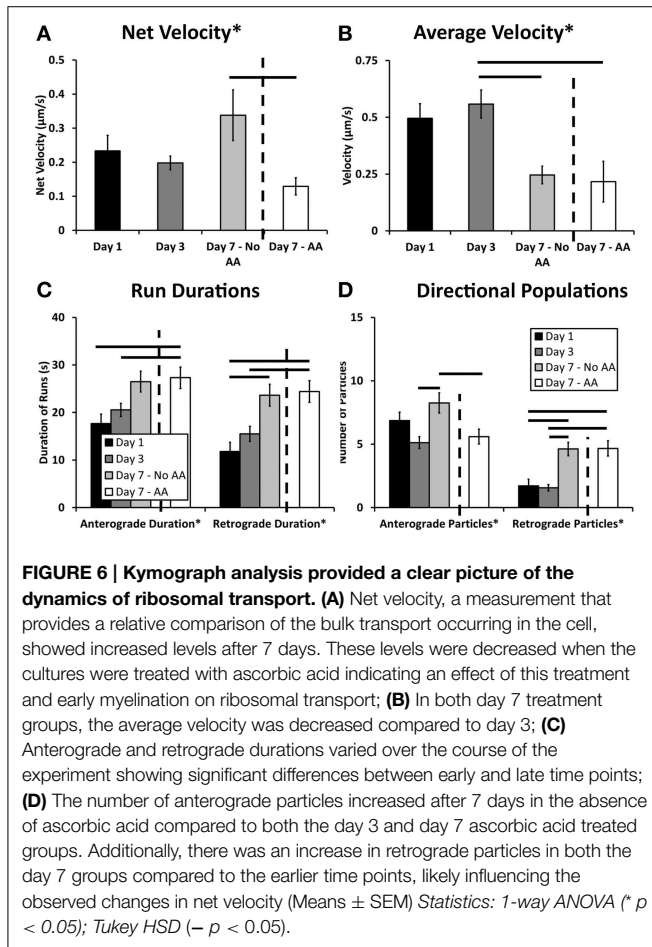 A Net Velocity*
Net Velocity (µm/s)
0.5
0.4
0.3
0.2
0.1
0
Day 1 Day 3 Day 7 - No AA Day 7 - AA
B Average Velocity*
Velocity (µm/s)
0.75
0.5
0.25
0
Day 1 Day 3 Day 7 - No AA Day 7 - AA
C Run Durations
Duration of Runs (s)
40
30
20
10
0
Day 1
Day 3
Day 7 - No AA
Day 7 - AA
Anterograde Duration* Retrograde Duration*
D Directional Populations
Number of Particles
15
10
5
0
Day 1
Day 3
Day 7 - No AA
Day 7 - AA
Anterograde Particles* Retrograde Particles*
FIGURE 6 | Kymograph analysis provided a clear picture of the
dynamics of ribosomal transport. (A) Net velocity, a measurement that
provides a relative comparison of the bulk transport occurring in the cell,
showed increased levels after 7 days. These levels were decreased when the
cultures were treated with ascorbic acid indicating an effect of this treatment
and early myelination on ribosomal transport; (B) In both day 7 treatment
groups, the average velocity was decreased compared to day 3; (C)
Anterograde and retrograde durations varied over the course of the
experiment showing significant differences between early and late time points;
(D) The number of anterograde particles increased after 7 days in the absence
of ascorbic acid compared to both the day 3 and day 7 ascorbic acid treated
groups. Additionally, there was an increase in retrograde particles in both the
day 7 groups compared to the earlier time points, likely influencing the
observed changes in net velocity (Means ± SEM) Statistics: 1-way ANOVA (* p
< 0.05); Tukey HSD (– p < 0.05).